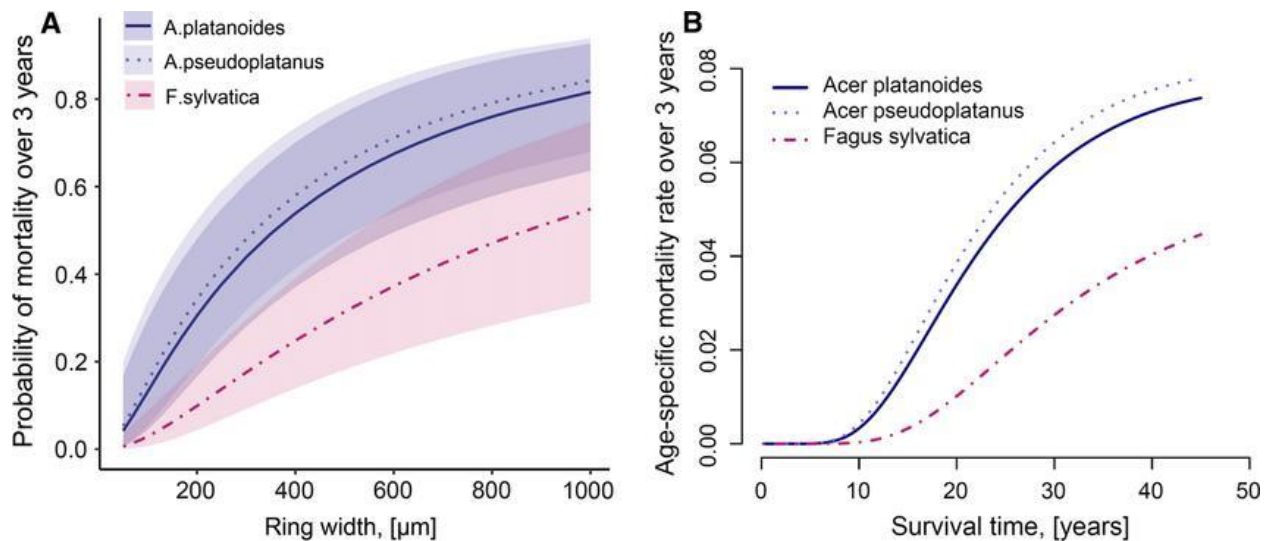 A
A.platanoides
A.pseudoplatanus
F.sylvatica
Probability of mortality over 3 years
0.8
0.6
0.4
0.2
0.0
200 400 600 800 1000
Ring width, [µm]
B
Acer platanoides
Acer pseudoplatanus
Fagus sylvatica
Age-specific mortality rate over 3 years
0.08
0.06
0.04
0.02
0.00
0 10 20 30 40 50
Survival time, [years]